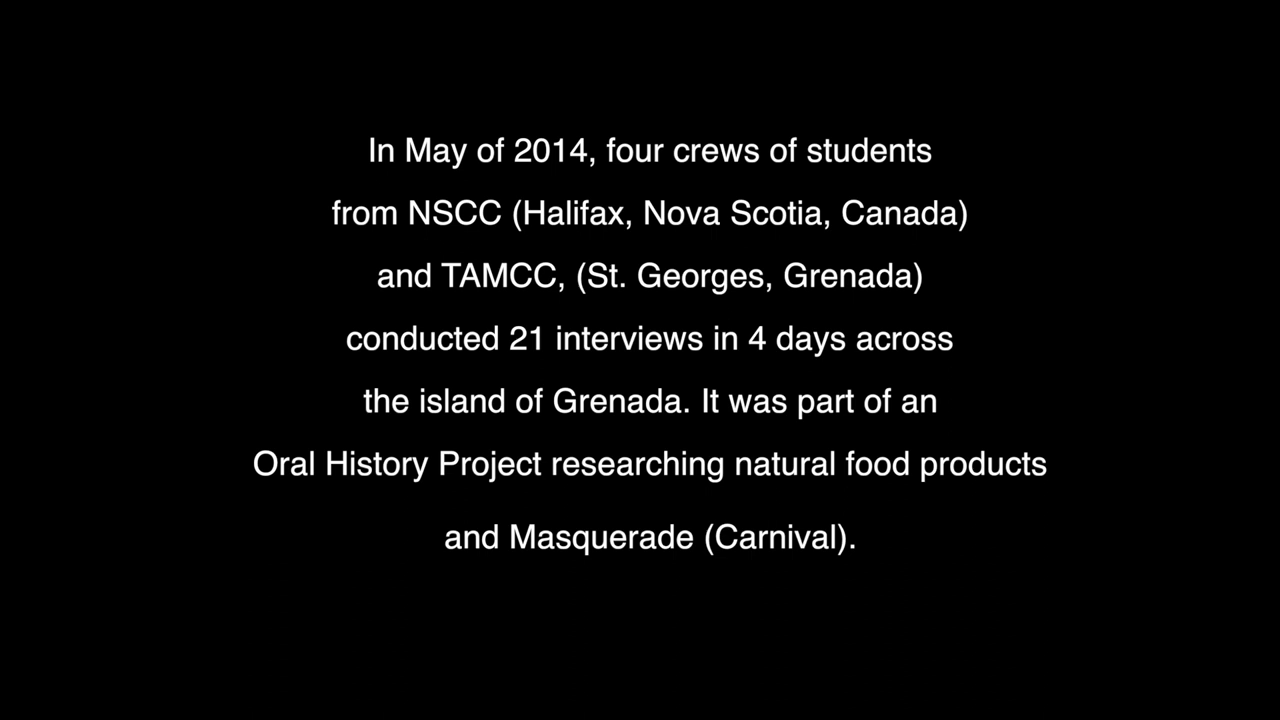 In May of 2014, four crews of students
from NSCC (Halifax, Nova Scotia, Canada)
and TAMCC, (St. Georges, Grenada)
conducted 21 interviews in 4 days across
the island of Grenada. It was part of an
Oral History Project researching natural food products
and Masquerade (Carnival).